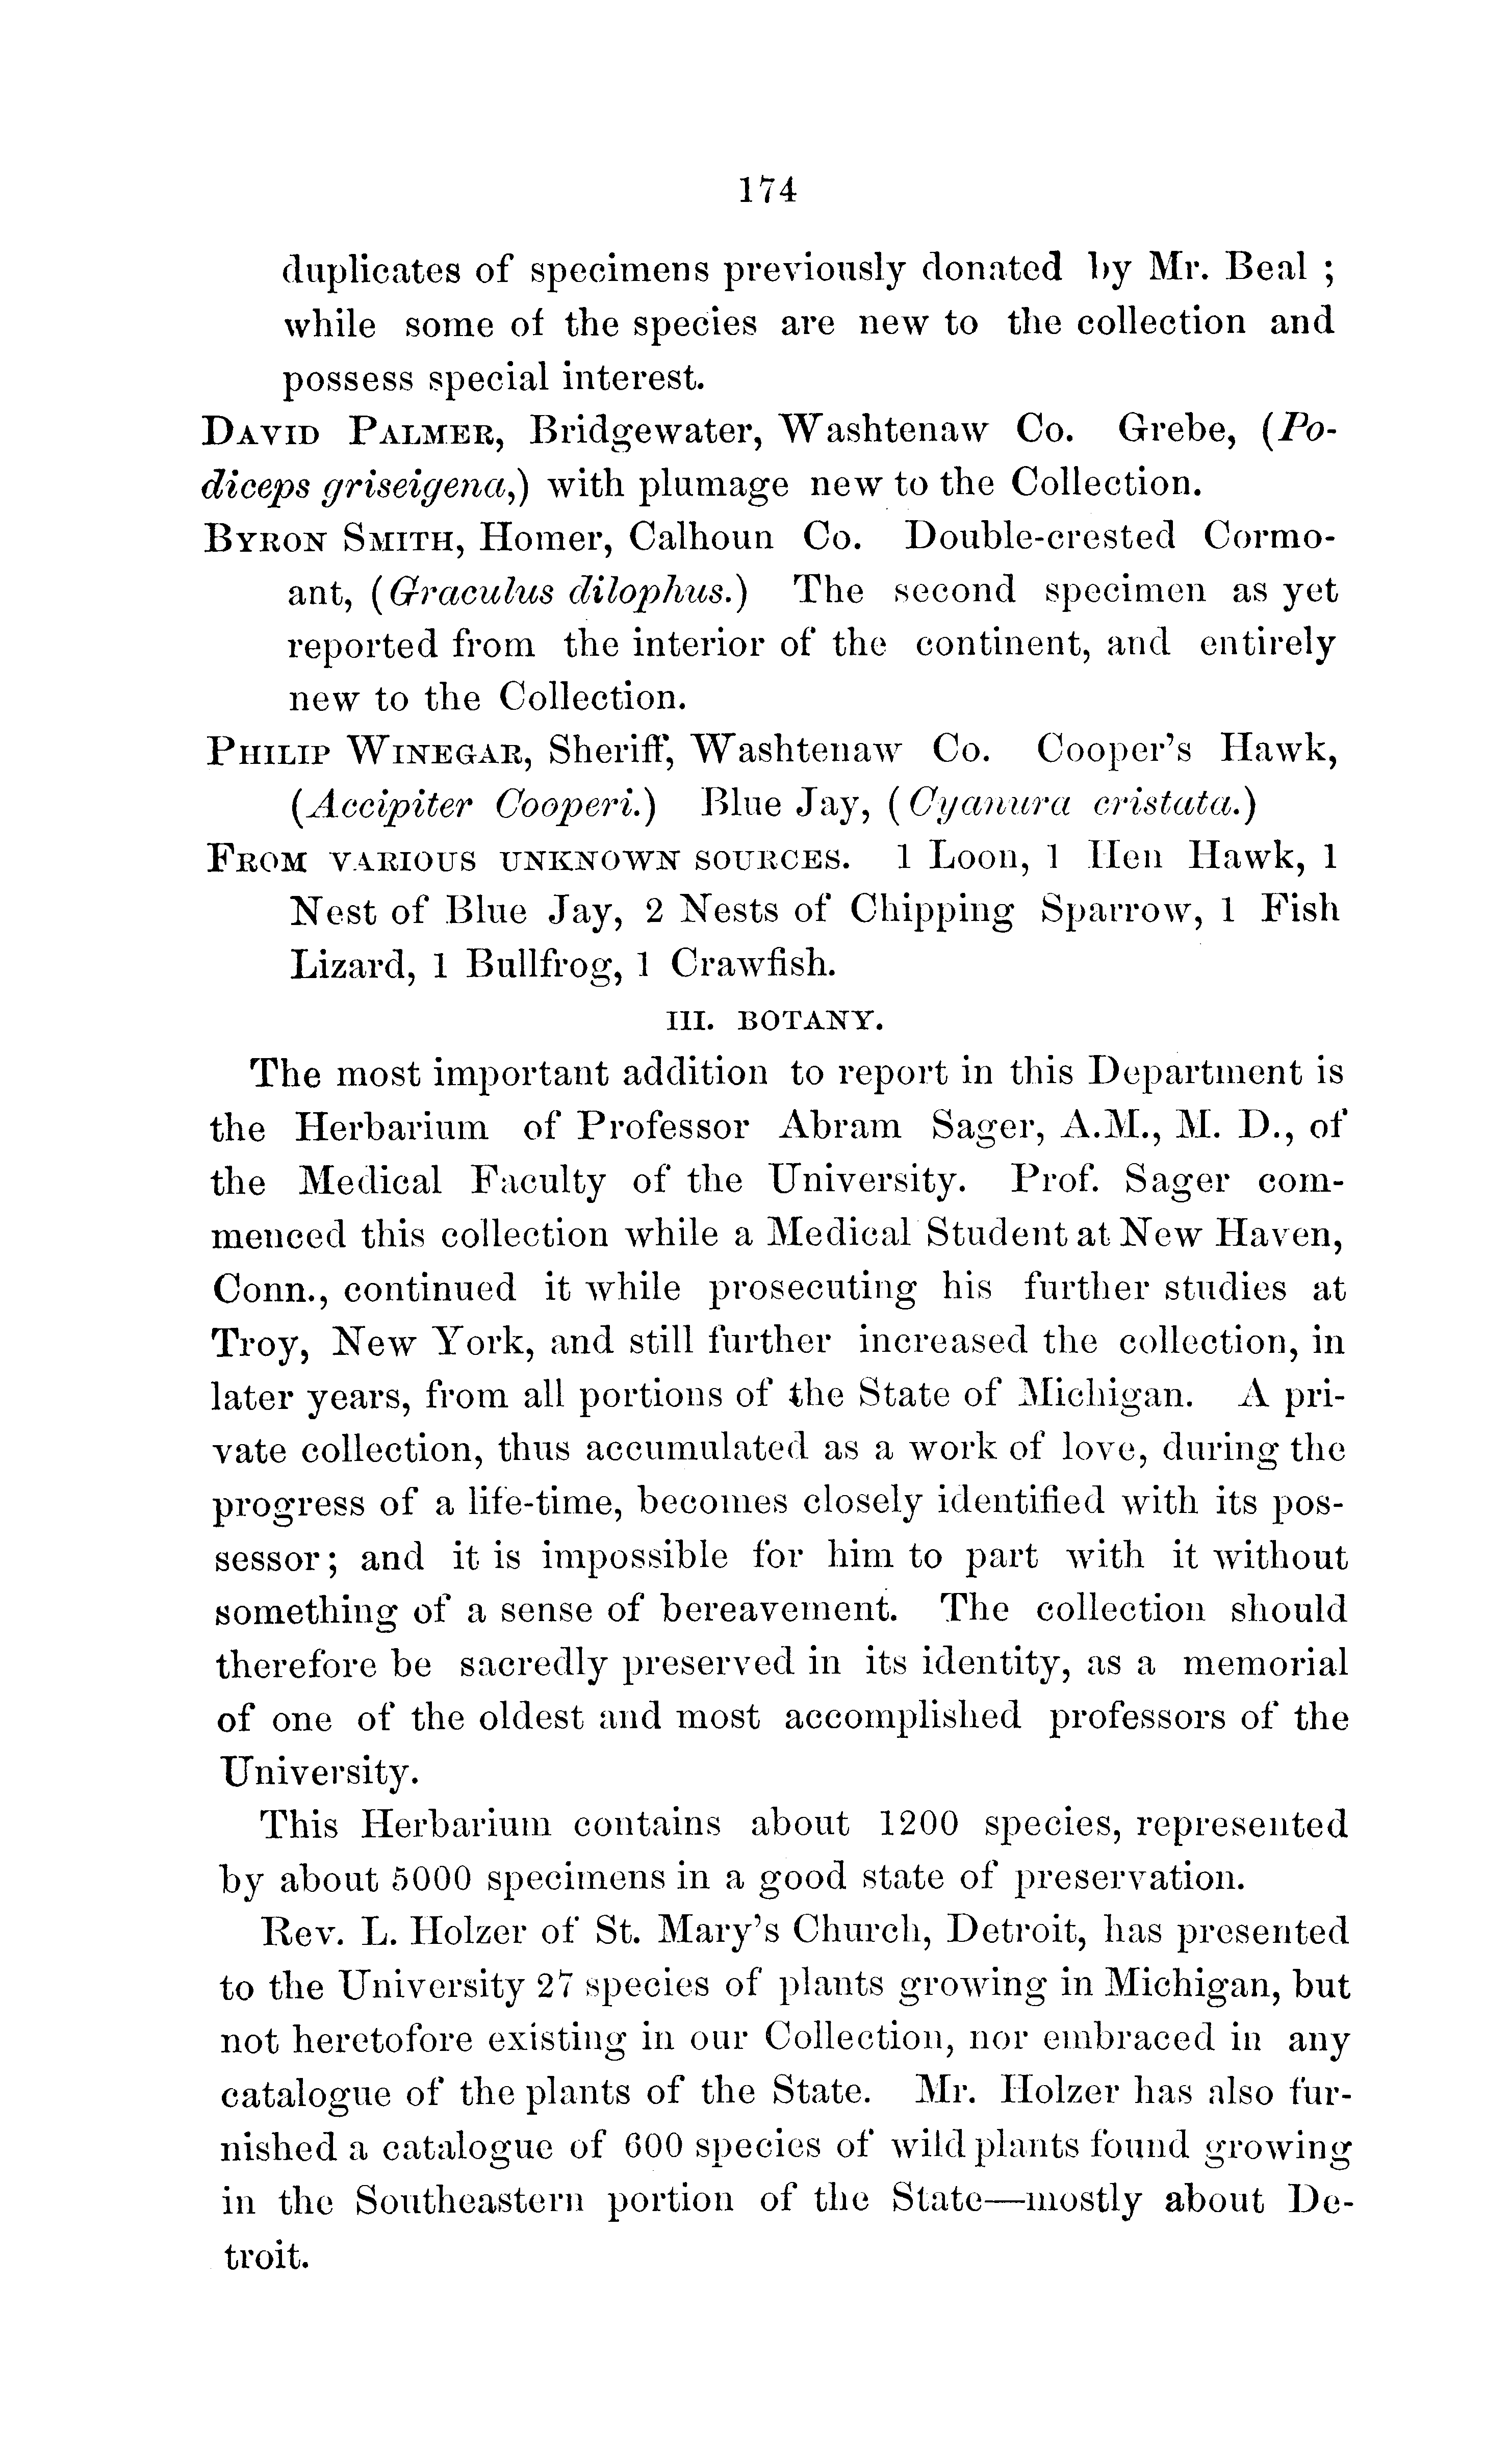 174
duplicates of specimens previously donated by Mr. Beal ;
while some of the species are new to the collection and
possess special interest.
DAVID PALMER, Bridgewater, Washtenaw Co. Grebe, (Po-
diceps griseigena,) with plumage new to the Collection.
BYRON SMITH, Homer, Calhoun Co. Double-crested Cormo-
ant, (Graculus dilophus.) The second specimen as yet
reported from the interior of the continent, and entirely
new to the Collection.
PHILIP WINEGAR, Sheriff, Washtenaw Co. Cooper's Hawk,
(Accipiter Cooperi.) Blue Jay, (Cyanura cristata.)
FROM VARIOUS UNKNOWN SOURCES. 1 Loon, 1 Hen Hawk, 1
Nest of Blue Jay, 2 Nests of Chipping Sparrow, 1 Fish
Lizard, 1 Bullfrog, 1 Crawfish.
III. BOTANY.
The most important addition to report in this Department is
the Herbarium of Professor Abram Sager, A.M., M. D., of
the Medical Faculty of the University. Prof. Sager com-
menced this collection while a Medical Student at New Haven,
Conn., continued it while prosecuting his further studies at
Troy, New York, and still further increased the collection, in
later years, from all portions of the State of Michigan. A pri-
vate collection, thus accumulated as a work of love, during the
progress of a life-time, becomes closely identified with its pos-
sessor; and it is impossible for him to part with it without
something of a sense of bereavement. The collection should
therefore be sacredly preserved in its identity, as a memorial
of one of the oldest and most accomplished professors of the
University.
This Herbarium contains about 1200 species, represented
by about 5000 specimens in a good state of preservation.
Rev. L. Holzer of St. Mary's Church, Detroit, has presented
to the University 27 species of plants growing in Michigan, but
not heretofore existing in our Collection, nor embraced in any
catalogue of the plants of the State. Mr. Holzer has also fur-
nished a catalogue of 600 species of wild plants found growing
in the Southeastern portion of the State—mostly about De-
troit.